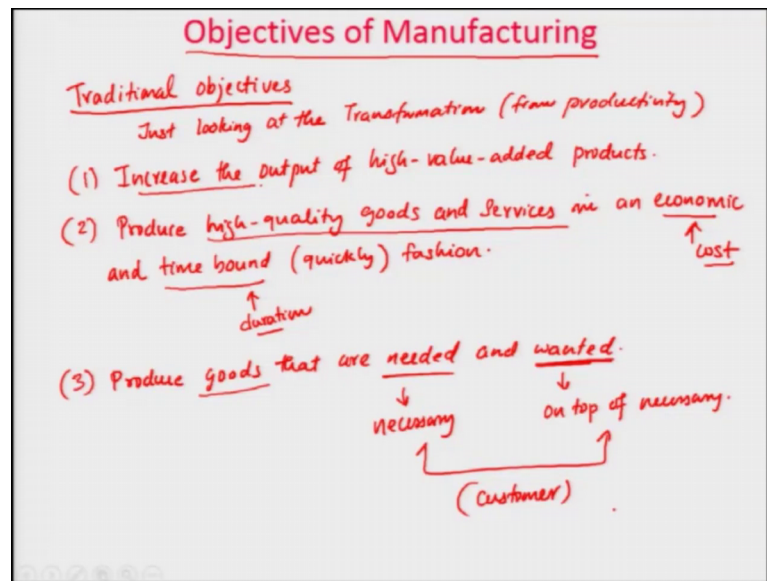 Objectives of Manufacturing
Traditional objectives
Just looking at the Transformation (from productivity)
(1) Increase the output of high-value-added products.
(2) Produce high-quality goods and services in an economic
cost
and time bound (quickly) fashion.
duration
(3) Produce goods that are needed and wanted.
necessary
on top of necessary.
(customer)